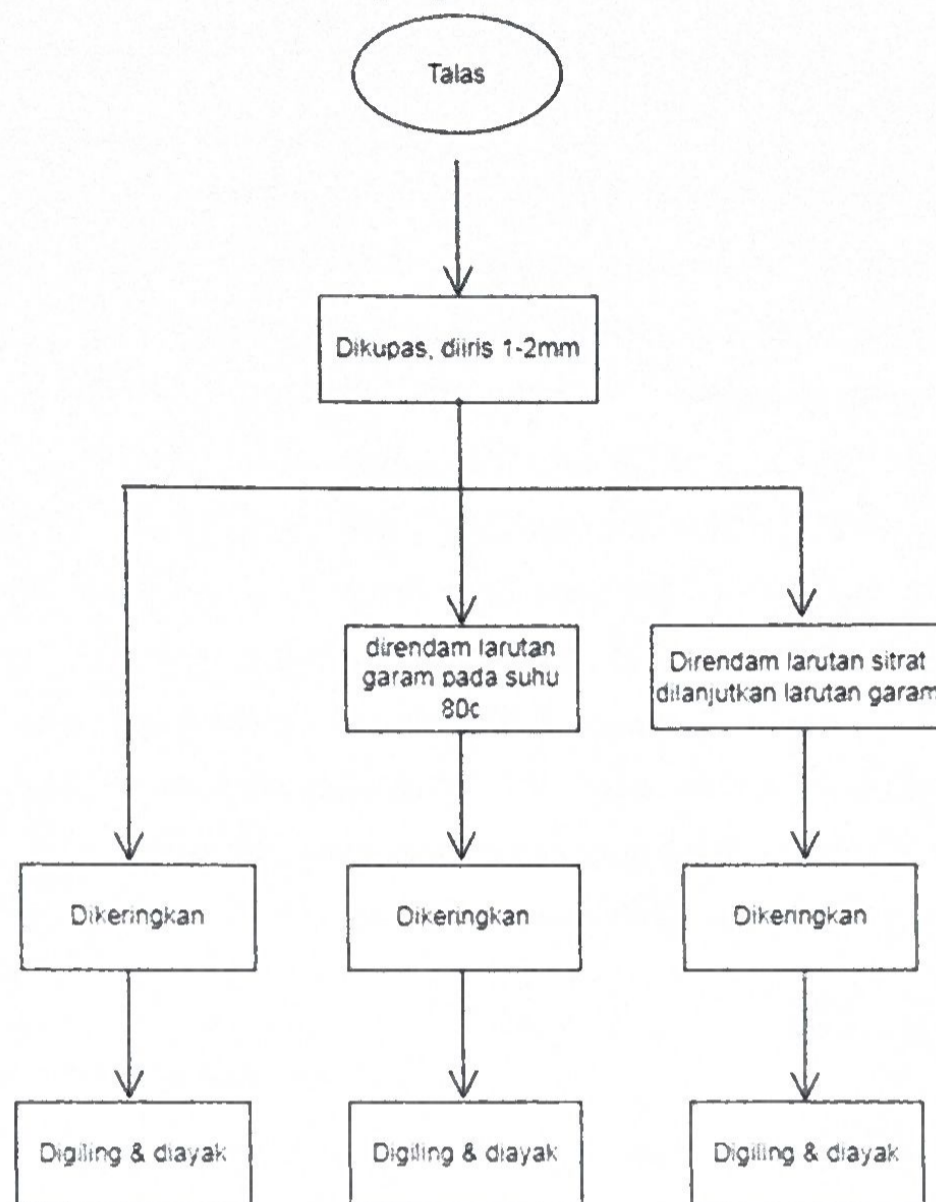 Talas
Dikupas, diiris 1-2mm
direndam larutan
garam pada suhu
80c
Direndam larutan sitrat
dilanjutkan larutan garam
Dikeringkan
Dikeringkan
Dikeringkan
Digiling & diayak
Digiling & diayak
Digiling & diayak